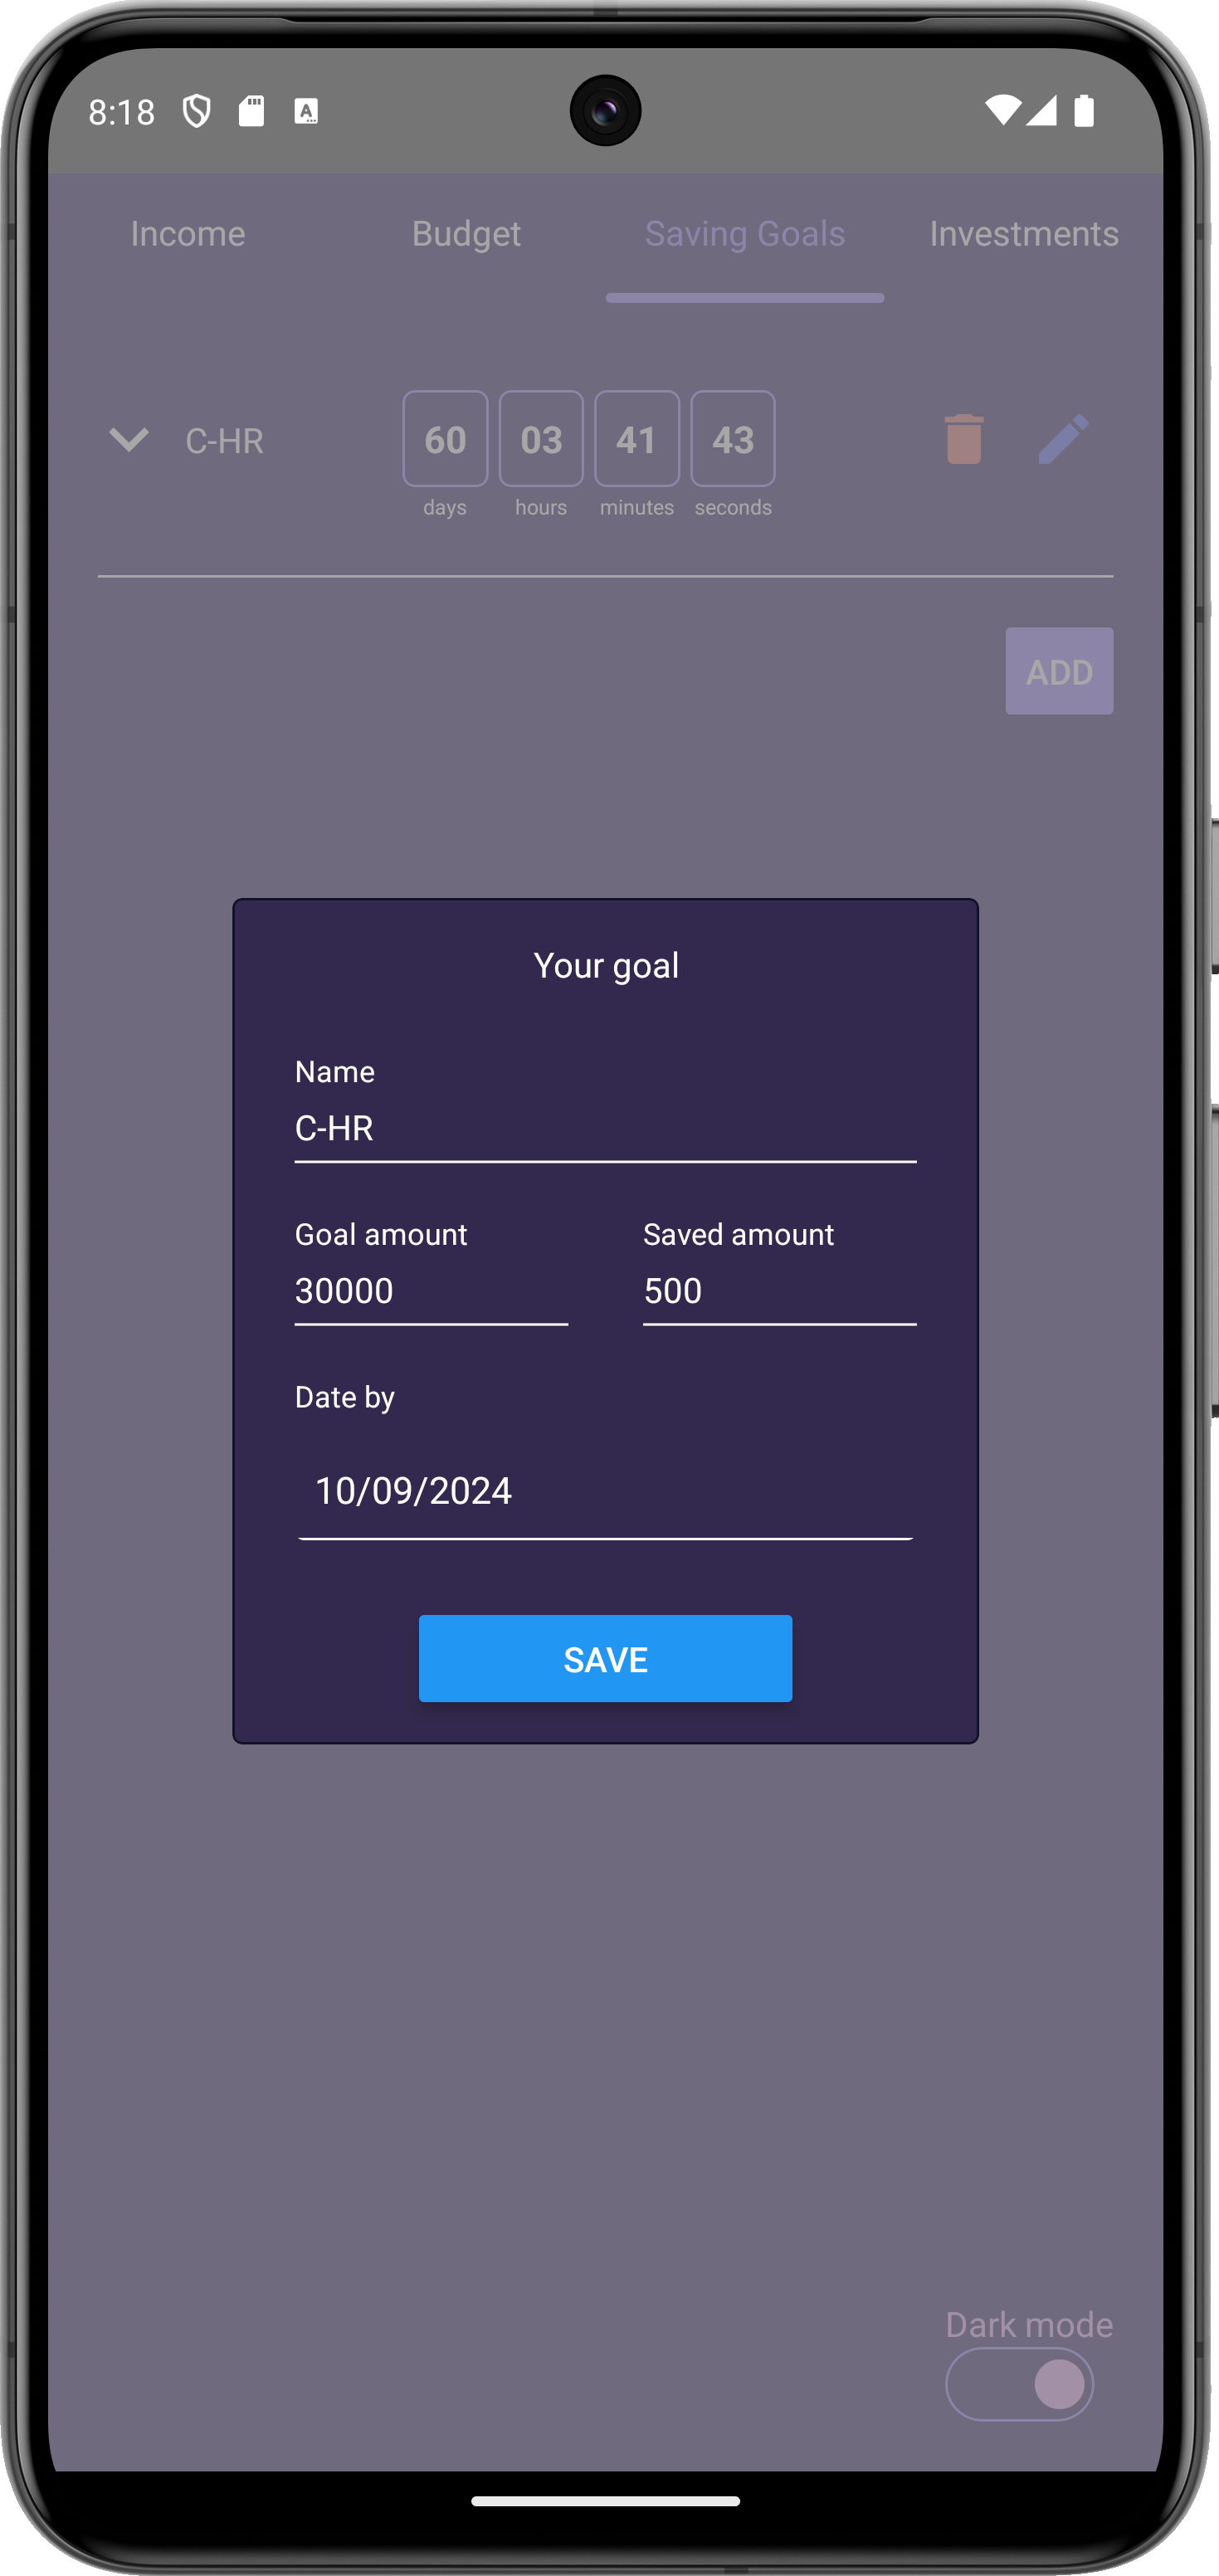 8:18
Income Budget Saving Goals Investments
C-HR 60 03 41 43
days hours minutes seconds
ADD
Your goal
Name
C-HR
Goal amount Saved amount
30000 500
Date by
10/09/2024
SAVE
Dark mode